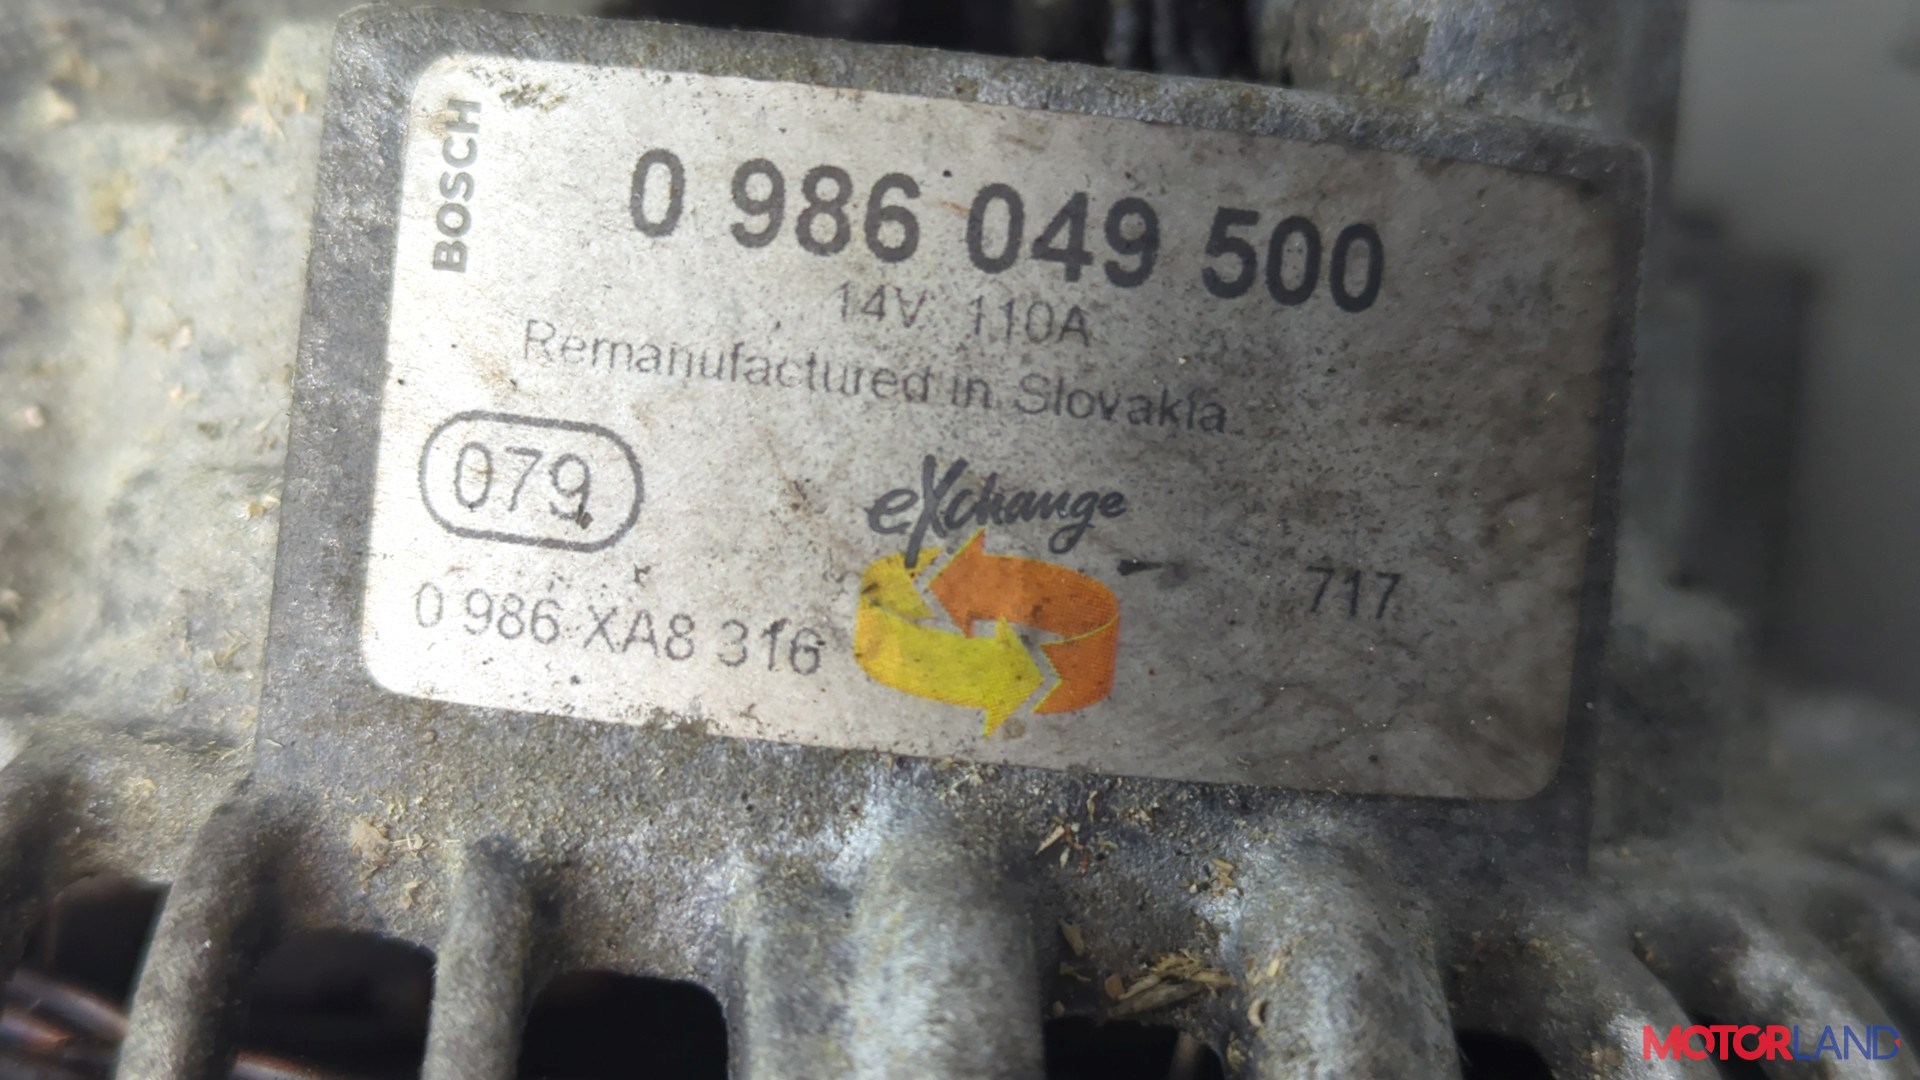 BOSCH
0 986 049 500
14V 110A
Remanufactured in Slovakia
079
eXchange
717
0 986 XA8 316
MOTORLAND